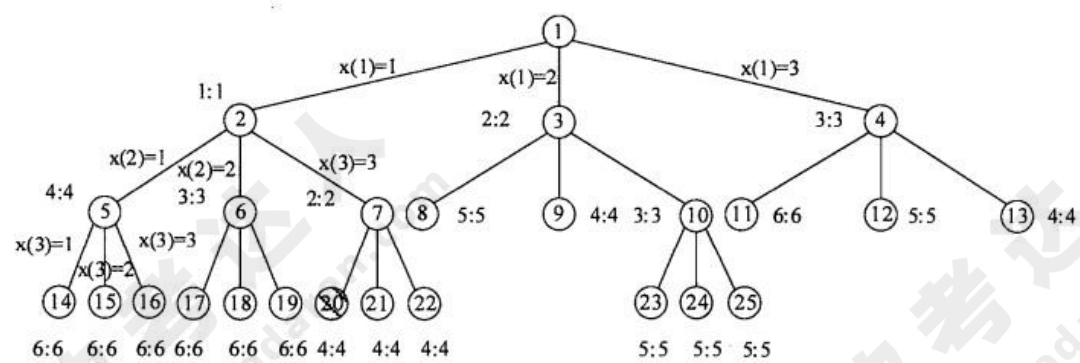 1
x(1)=1 x(1)=2 x(1)=3
1:1 2 2:2 3 3:3 4
x(2)=1 x(2)=2 x(3)=3
4:4 3:3 2:2
5 6 7 8 5:5 9 4:4 3:3 10 11 6:6 12 5:5 13 4:4
x(3)=1 x(3)=2 x(3)=3
14 15 16 17 18 19 20 21 22 23 24 25
6:6 6:6 6:6 6:6 6:6 6:6 4:4 4:4 4:4 5:5 5:5 5:5